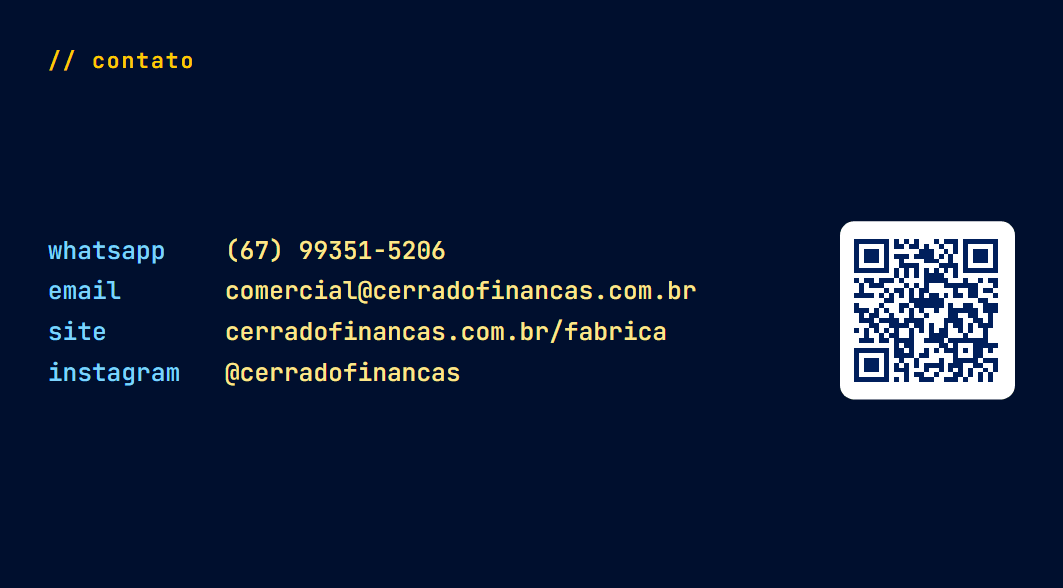 // contato
whatsapp (67) 99351-5206
email comercial@cerradofinancas.com.br
site cerradofinancas.com.br/fabrica
instagram @cerradofinancas